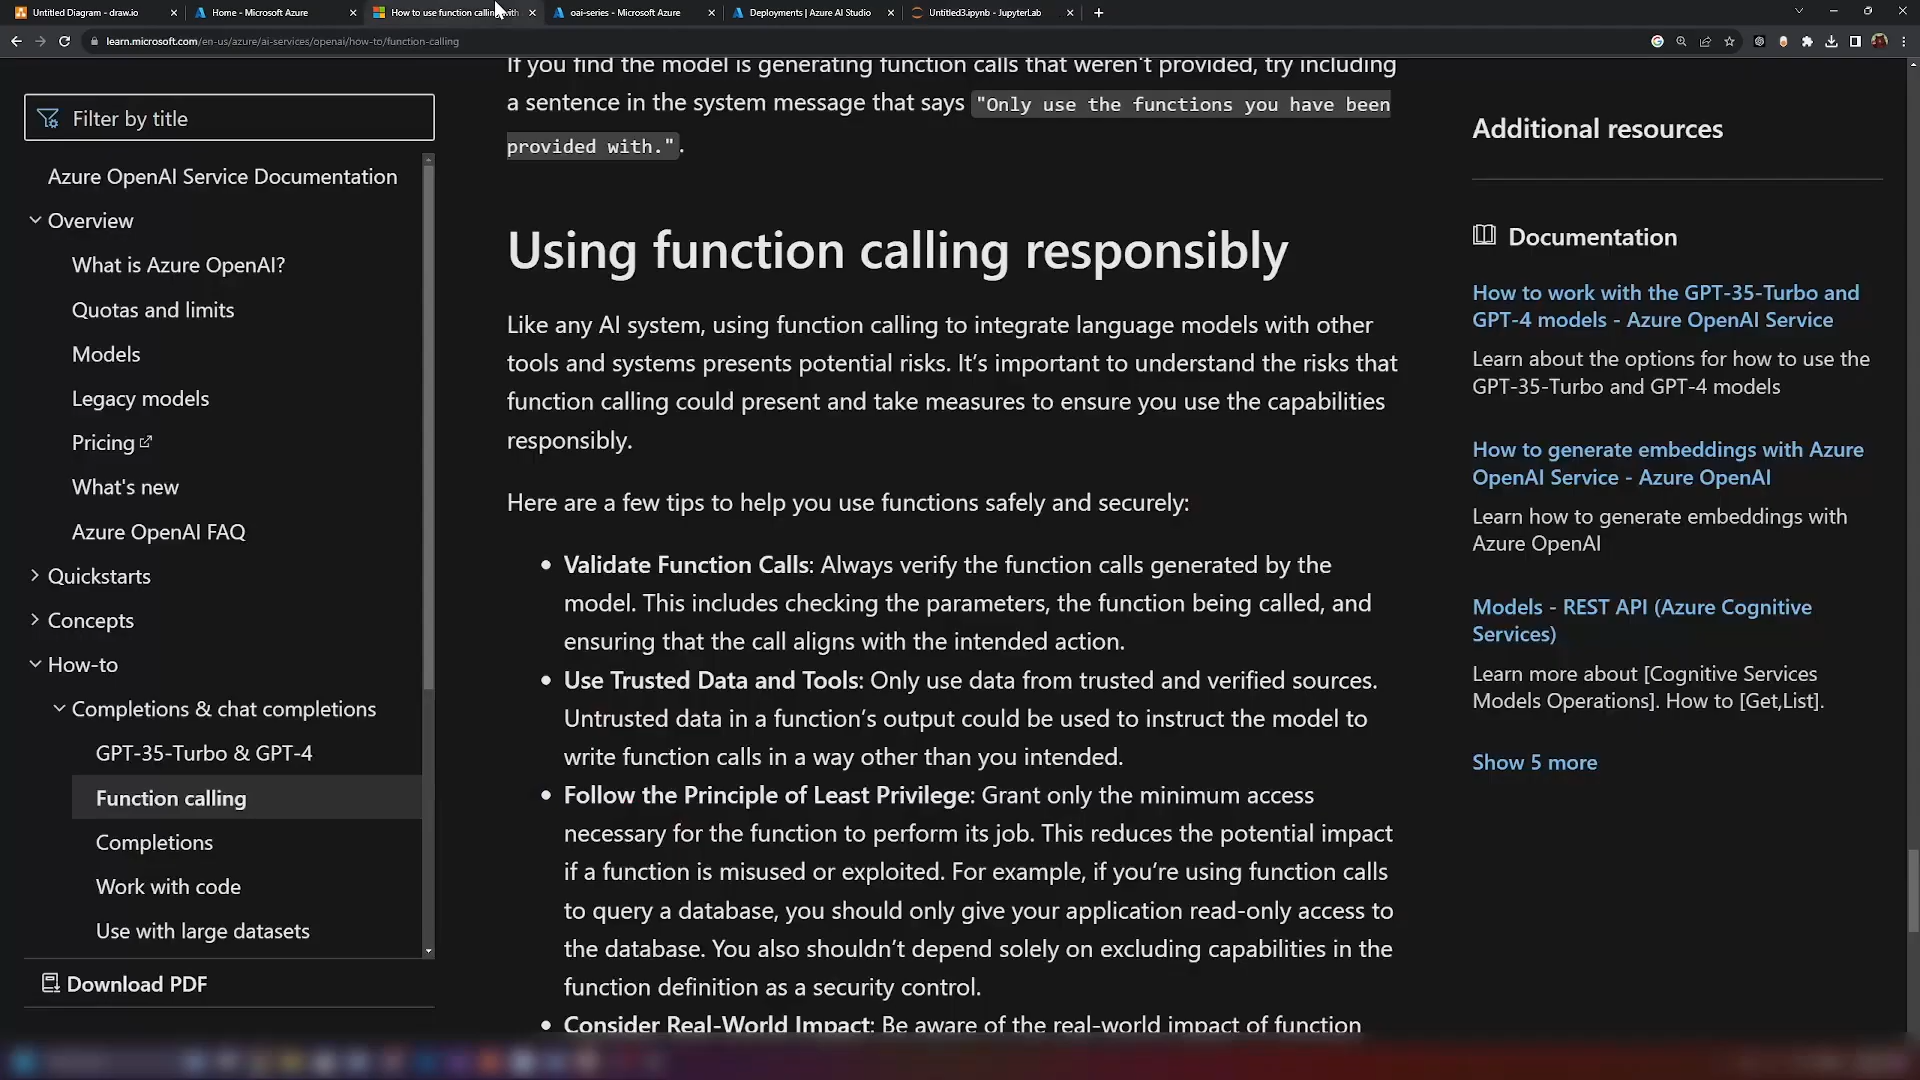 Untitled Diagram - draw.io
Home - Microsoft Azure
How to use function calling with
oai-series - Microsoft Azure
Deployments | Azure AI Studio
Untitled3.ipynb - JupyterLab
learn.microsoft.com/en-us/azure/ai-services/openai/how-to/function-calling
Filter by title
Azure OpenAI Service Documentation
Overview
What is Azure OpenAI?
Quotas and limits
Models
Legacy models
Pricing
What's new
Azure OpenAI FAQ
Quickstarts
Concepts
How-to
Completions & chat completions
GPT-35-Turbo & GPT-4
Function calling
Completions
Work with code
Use with large datasets
Download PDF
If you find the model is generating function calls that weren't provided, try including
a sentence in the system message that says "Only use the functions you have been
provided with.".
Using function calling responsibly
Like any AI system, using function calling to integrate language models with other
tools and systems presents potential risks. It’s important to understand the risks that
function calling could present and take measures to ensure you use the capabilities
responsibly.
Here are a few tips to help you use functions safely and securely:
• Validate Function Calls: Always verify the function calls generated by the
model. This includes checking the parameters, the function being called, and
ensuring that the call aligns with the intended action.
• Use Trusted Data and Tools: Only use data from trusted and verified sources.
Untrusted data in a function’s output could be used to instruct the model to
write function calls in a way other than you intended.
• Follow the Principle of Least Privilege: Grant only the minimum access
necessary for the function to perform its job. This reduces the potential impact
if a function is misused or exploited. For example, if you’re using function calls
to query a database, you should only give your application read-only access to
the database. You also shouldn’t depend solely on excluding capabilities in the
function definition as a security control.
• Consider Real-World Impact: Be aware of the real-world impact of function
Additional resources
Documentation
How to work with the GPT-35-Turbo and
GPT-4 models - Azure OpenAI Service
Learn about the options for how to use the
GPT-35-Turbo and GPT-4 models
How to generate embeddings with Azure
OpenAI Service - Azure OpenAI
Learn how to generate embeddings with
Azure OpenAI
Models - REST API (Azure Cognitive
Services)
Learn more about [Cognitive Services
Models Operations]. How to [Get,List].
Show 5 more